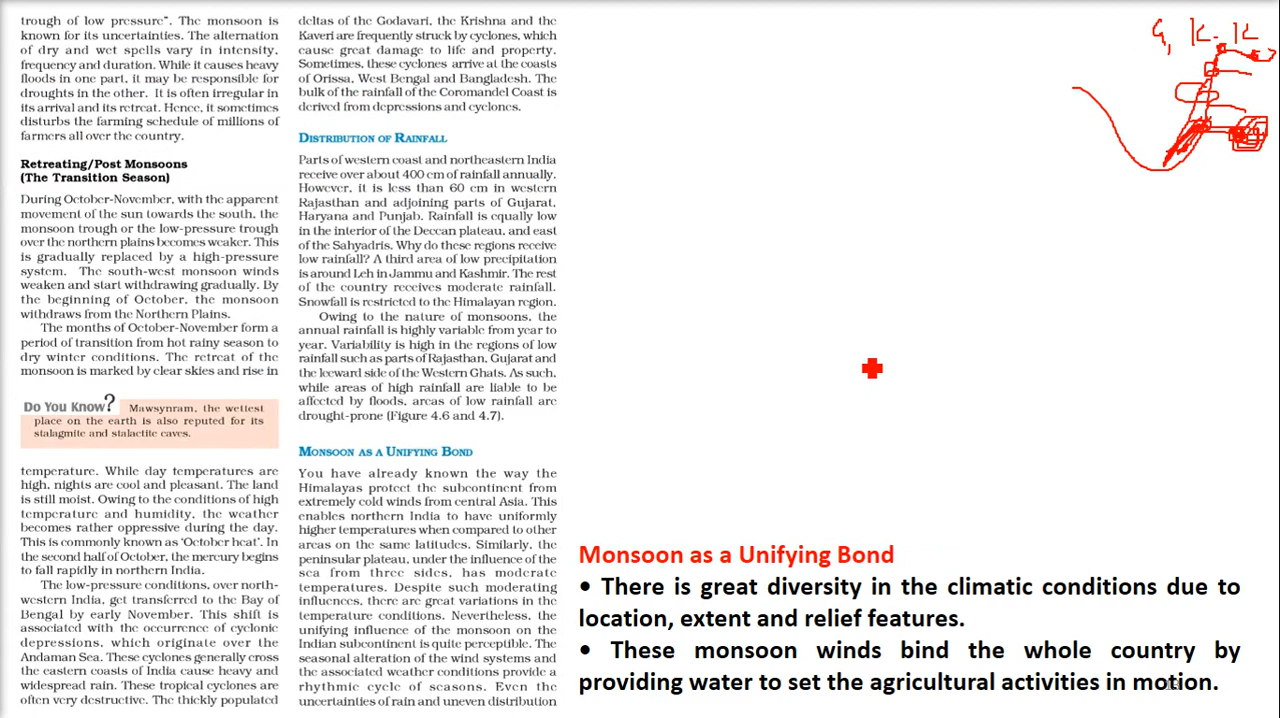 trough of low pressure". The monsoon is
known for its uncertainties. The alternation
of dry and wet spells vary in intensity,
frequency and duration. While it causes heavy
floods in one part, it may be responsible for
droughts in the other. It is often irregular in
its arrival and its retreat. Hence, it sometimes
disturbs the farming schedule of millions of
farmers all over the country.
Retreating/Post Monsoons
(The Transition Season)
During October-November, with the apparent
movement of the sun towards the south, the
monsoon trough or the low-pressure trough
over the northern plains becomes weaker. This
is gradually replaced by a high-pressure
system. The south-west monsoon winds
weaken and start withdrawing gradually. By
the beginning of October, the monsoon
withdraws from the Northern Plains.
The months of October-November form a
period of transition from hot rainy season to
dry winter conditions. The retreat of the
monsoon is marked by clear skies and rise in
Do You Know? Mawsynram, the wettest
place on the earth is also reputed for its
stalagmite and stalactite caves.
temperature. While day temperatures are
high, nights are cool and pleasant. The land
is still moist. Owing to the conditions of high
temperature and humidity, the weather
becomes rather oppressive during the day.
This is commonly known as 'October heat'. In
the second half of October, the mercury begins
to fall rapidly in northern India.
The low-pressure conditions, over north-
western India, get transferred to the Bay of
Bengal by early November. This shift is
associated with the occurrence of cyclonic
depressions, which originate over the
Andaman Sea. These cyclones generally cross
the eastern coasts of India cause heavy and
widespread rain. These tropical cyclones are
often very destructive. The thickly populated
deltas of the Godavari, the Krishna and the
Kaveri are frequently struck by cyclones, which
cause great damage to life and property.
Sometimes, these cyclones arrive at the coasts
of Orissa, West Bengal and Bangladesh. The
bulk of the rainfall of the Coromandel Coast is
derived from depressions and cyclones.
DISTRIBUTION OF RAINFALL
Parts of western coast and northeastern India
receive over about 400 cm of rainfall annually.
However, it is less than 60 cm in western
Rajasthan and adjoining parts of Gujarat,
Haryana and Punjab. Rainfall is equally low
in the interior of the Deccan plateau, and east
of the Sahyadris. Why do these regions receive
low rainfall? A third area of low precipitation
is around Leh in Jammu and Kashmir. The rest
of the country receives moderate rainfall.
Snowfall is restricted to the Himalayan region.
Owing to the nature of monsoons, the
annual rainfall is highly variable from year to
year. Variability is high in the regions of low
rainfall such as parts of Rajasthan, Gujarat and
the leeward side of the Western Ghats. As such,
while areas of high rainfall are liable to be
affected by floods, areas of low rainfall are
drought-prone (Figure 4.6 and 4.7).
MONSOON AS A UNIFYING BOND
You have already known the way the
Himalayas protect the subcontinent from
extremely cold winds from central Asia. This
enables northern India to have uniformly
higher temperatures when compared to other
areas on the same latitudes. Similarly, the
peninsular plateau, under the influence of the
sea from three sides, has moderate
temperatures. Despite such moderating
influences, there are great variations in the
temperature conditions. Nevertheless, the
unifying influence of the monsoon on the
Indian subcontinent is quite perceptible. The
seasonal alteration of the wind systems and
the associated weather conditions provide a
rhythmic cycle of seasons. Even the
uncertainties of rain and uneven distribution
G, K. K
Monsoon as a Unifying Bond
• There is great diversity in the climatic conditions due to
location, extent and relief features.
• These monsoon winds bind the whole country by
providing water to set the agricultural activities in motion.